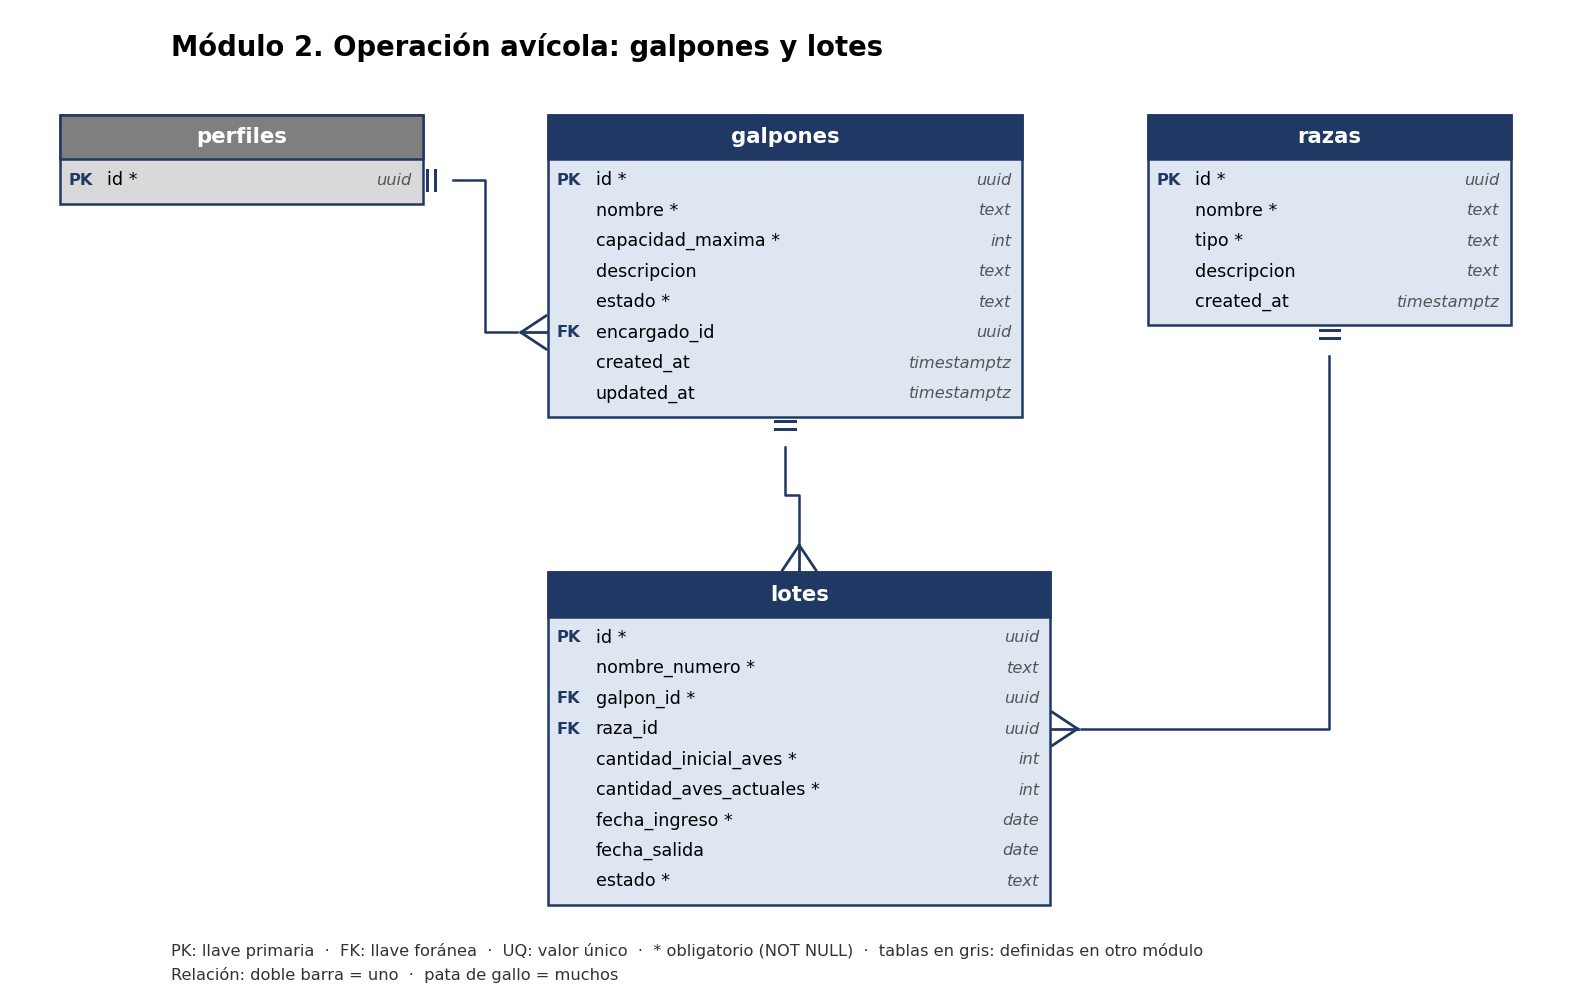 Módulo 2. Operación avícola: galpones y lotes
perfiles
PK id * uuid
galpones
PK id * uuid
nombre * text
capacidad_maxima * int
descripcion text
estado * text
FK encargado_id uuid
created_at timestamptz
updated_at timestamptz
razas
PK id * uuid
nombre * text
tipo * text
descripcion text
created_at timestamptz
lotes
PK id * uuid
nombre_numero * text
FK galpon_id * uuid
FK raza_id uuid
cantidad_inicial_aves * int
cantidad_aves_actuales * int
fecha_ingreso * date
fecha_salida date
estado * text
PK: llave primaria · FK: llave foránea · UQ: valor único · * obligatorio (NOT NULL) · tablas en gris: definidas en otro módulo
Relación: doble barra = uno · pata de gallo = muchos